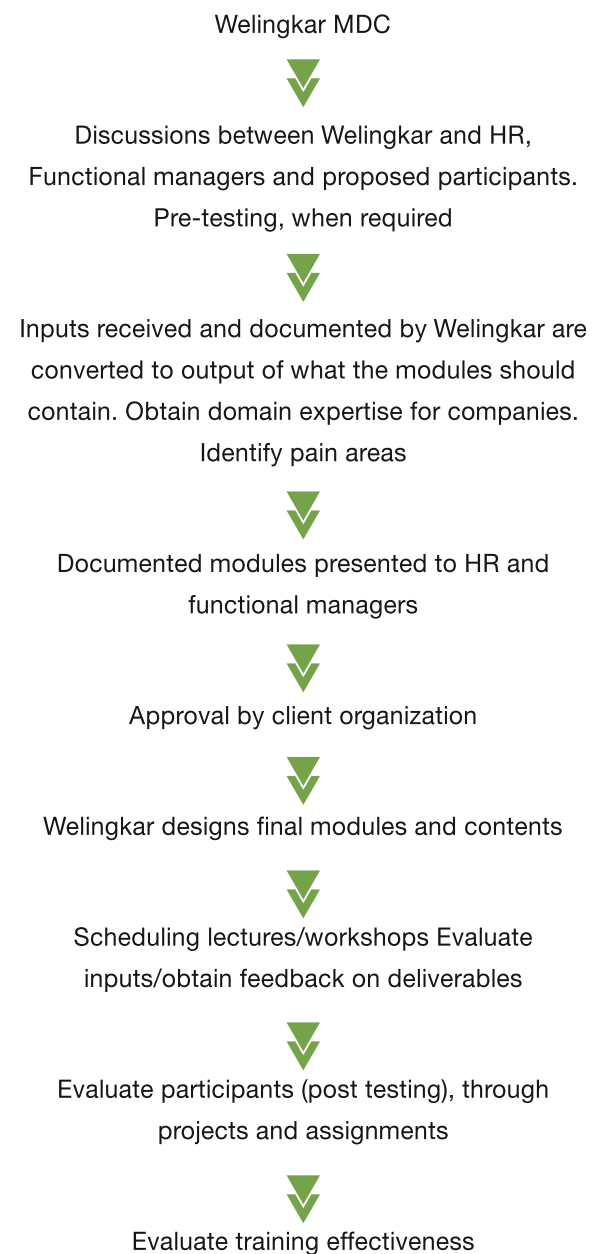 Welingkar MDC
Discussions between Welingkar and HR,
Functional managers and proposed participants.
Pre-testing, when required
Inputs received and documented by Welingkar are
converted to output of what the modules should
contain. Obtain domain expertise for companies.
Identify pain areas
Documented modules presented to HR and
functional managers
Approval by client organization
Welingkar designs final modules and contents
Scheduling lectures/workshops Evaluate
inputs/obtain feedback on deliverables
Evaluate participants (post testing), through
projects and assignments
Evaluate training effectiveness